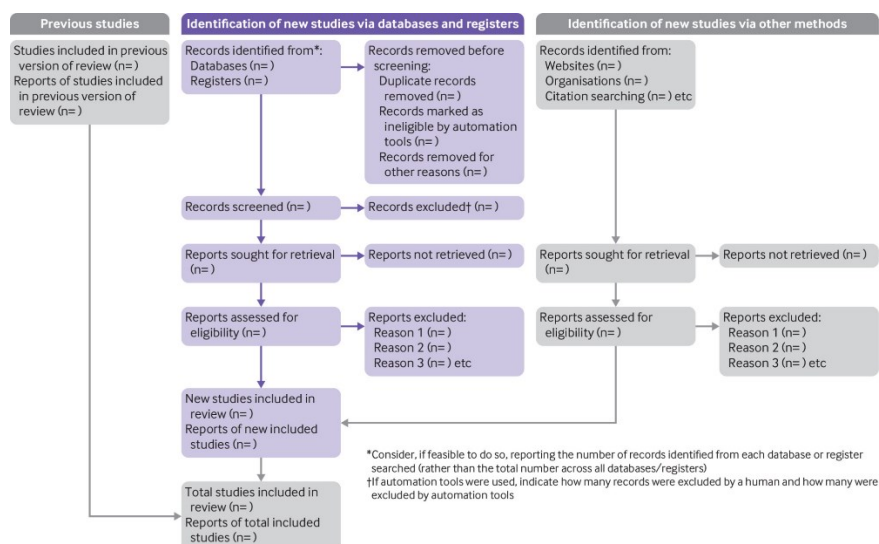 Previous studies
Identification of new studies via databases and registers
Identification of new studies via other methods
Studies included in previous
version of review (n= )
Reports of studies included
in previous version of
review (n= )
Records identified from*:
Databases (n= )
Registers (n= )
Records removed before
screening:
Duplicate records
removed (n= )
Records marked as
ineligible by automation
tools (n= )
Records removed for
other reasons (n= )
Records identified from:
Websites (n= )
Organisations (n= )
Citation searching (n= ) etc
Records screened (n= )
Records excluded† (n= )
Reports sought for retrieval
(n= )
Reports not retrieved (n= )
Reports sought for retrieval
(n= )
Reports not retrieved (n= )
Reports assessed for
eligibility (n= )
Reports excluded:
Reason 1 (n= )
Reason 2 (n= )
Reason 3 (n= ) etc
Reports assessed for
eligibility (n= )
Reports excluded:
Reason 1 (n= )
Reason 2 (n= )
Reason 3 (n= ) etc
New studies included in
review (n= )
Reports of new included
studies (n= )
*Consider, if feasible to do so, reporting the number of records identified from each database or register
searched (rather than the total number across all databases/registers)
†If automation tools were used, indicate how many records were excluded by a human and how many were
excluded by automation tools
Total studies included in
review (n= )
Reports of total included
studies (n= )